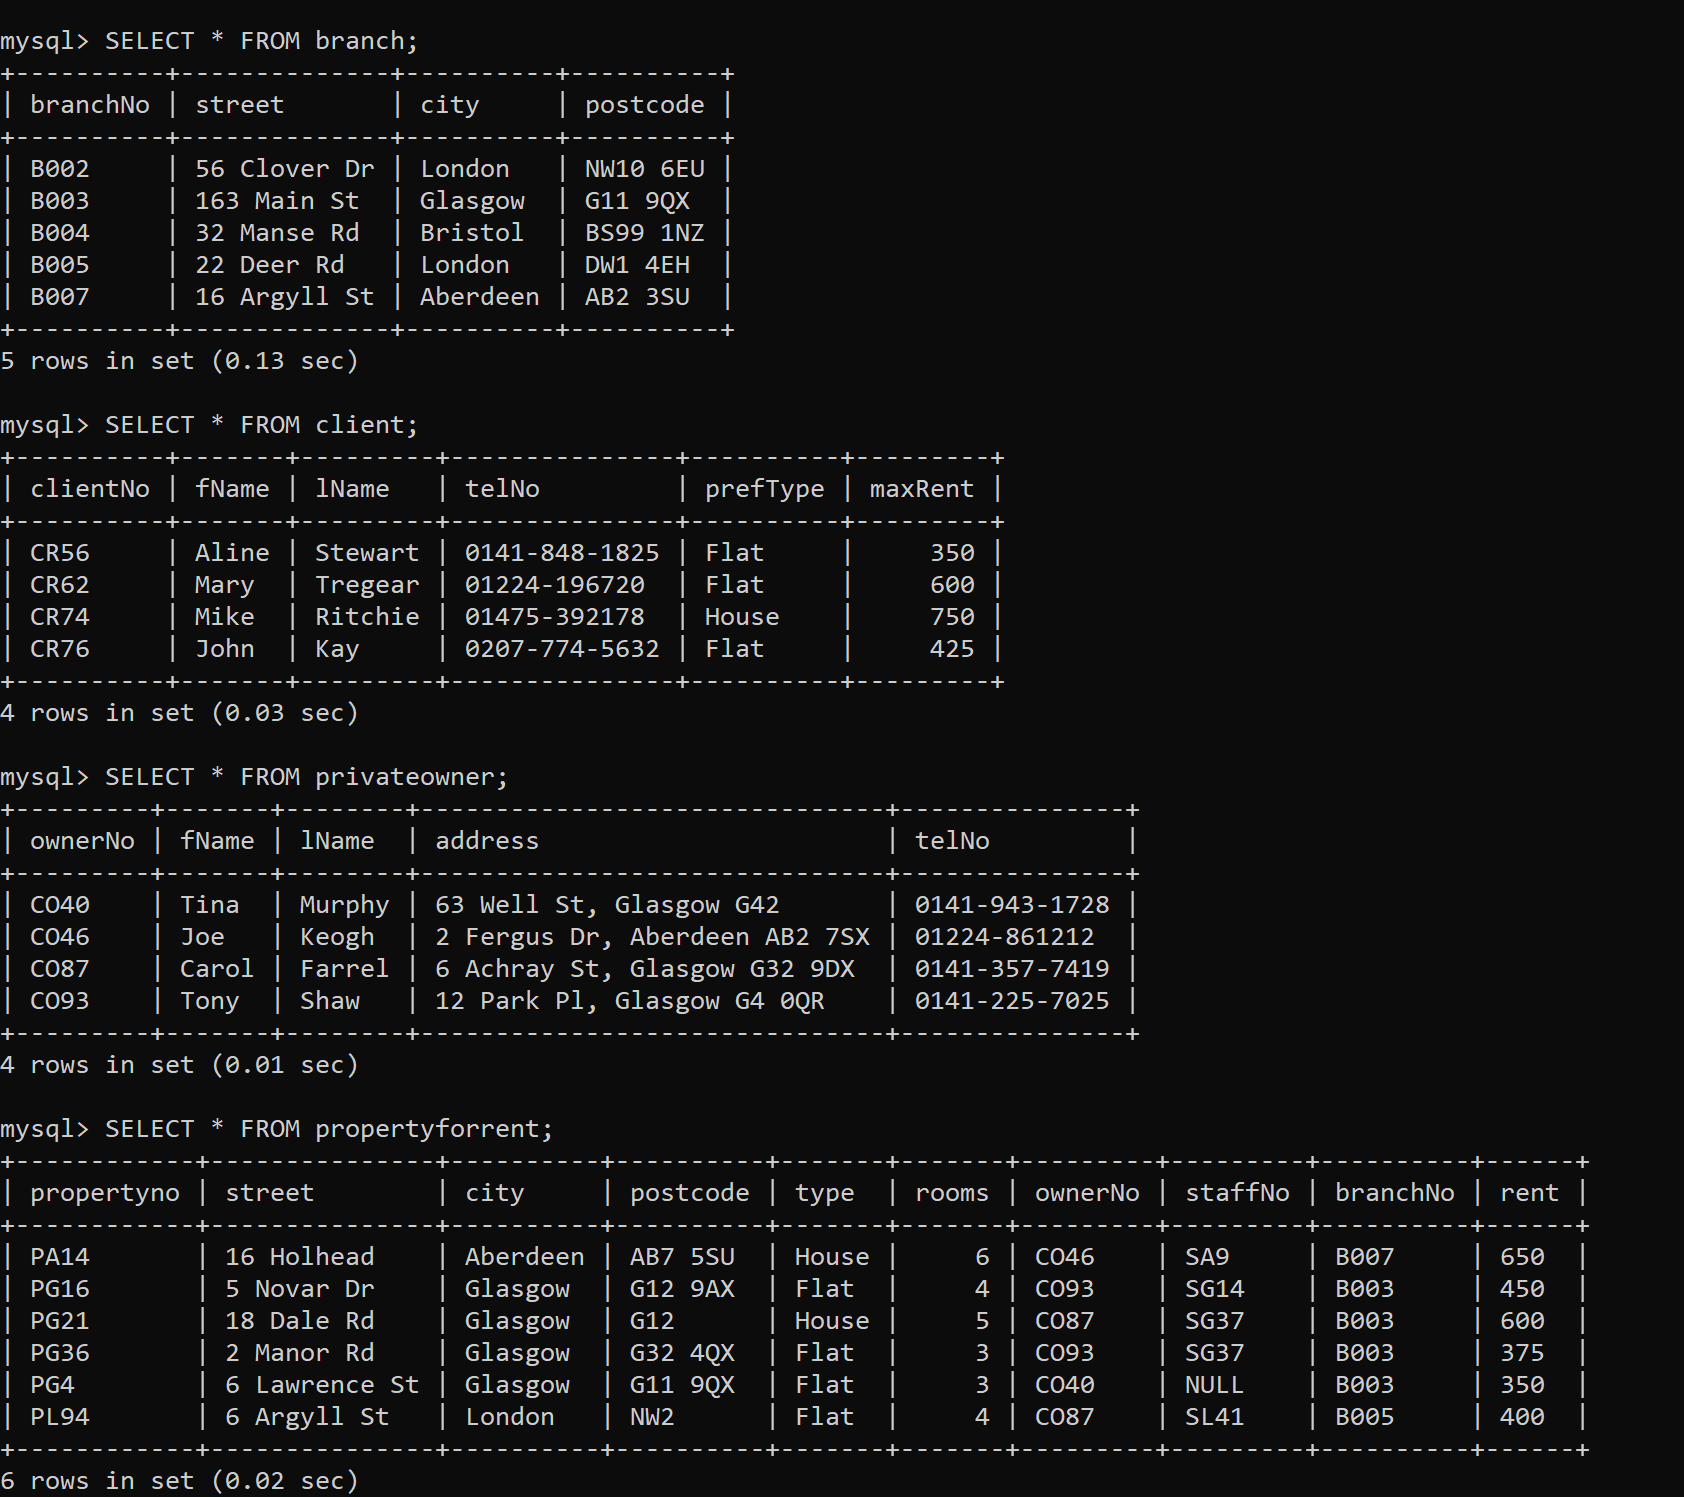 mysql> SELECT * FROM branch;
+----------+--------------+----------+----------+
| branchNo | street       | city     | postcode |
+----------+--------------+----------+----------+
| B002     | 56 Clover Dr | London   | NW10 6EU |
| B003     | 163 Main St  | Glasgow  | G11 9QX  |
| B004     | 32 Manse Rd  | Bristol  | BS99 1NZ |
| B005     | 22 Deer Rd   | London   | DW1 4EH  |
| B007     | 16 Argyll St | Aberdeen | AB2 3SU  |
+----------+--------------+----------+----------+
5 rows in set (0.13 sec)

mysql> SELECT * FROM client;
+----------+-------+---------+---------------+----------+---------+
| clientNo | fName | lName   | telNo         | prefType | maxRent |
+----------+-------+---------+---------------+----------+---------+
| CR56     | Aline | Stewart | 0141-848-1825 | Flat     |     350 |
| CR62     | Mary  | Tregear | 01224-196720  | Flat     |     600 |
| CR74     | Mike  | Ritchie | 01475-392178  | House    |     750 |
| CR76     | John  | Kay     | 0207-774-5632 | Flat     |     425 |
+----------+-------+---------+---------------+----------+---------+
4 rows in set (0.03 sec)

mysql> SELECT * FROM privateowner;
+---------+-------+--------+-------------------------------+---------------+
| ownerNo | fName | lName  | address                       | telNo         |
+---------+-------+--------+-------------------------------+---------------+
| CO40    | Tina  | Murphy | 63 Well St, Glasgow G42       | 0141-943-1728 |
| CO46    | Joe   | Keogh  | 2 Fergus Dr, Aberdeen AB2 7SX | 01224-861212  |
| CO87    | Carol | Farrel | 6 Achray St, Glasgow G32 9DX  | 0141-357-7419 |
| CO93    | Tony  | Shaw   | 12 Park Pl, Glasgow G4 0QR    | 0141-225-7025 |
+---------+-------+--------+-------------------------------+---------------+
4 rows in set (0.01 sec)

mysql> SELECT * FROM propertyforrent;
+------------+---------------+----------+----------+-------+-------+---------+---------+----------+------+
| propertyno | street        | city     | postcode | type  | rooms | ownerNo | staffNo | branchNo | rent |
+------------+---------------+----------+----------+-------+-------+---------+---------+----------+------+
| PA14       | 16 Holhead    | Aberdeen | AB7 5SU  | House |     6 | CO46    | SA9     | B007     | 650  |
| PG16       | 5 Novar Dr    | Glasgow  | G12 9AX  | Flat  |     4 | CO93    | SG14    | B003     | 450  |
| PG21       | 18 Dale Rd    | Glasgow  | G12      | House |     5 | CO87    | SG37    | B003     | 600  |
| PG36       | 2 Manor Rd    | Glasgow  | G32 4QX  | Flat  |     3 | CO93    | SG37    | B003     | 375  |
| PG4        | 6 Lawrence St | Glasgow  | G11 9QX  | Flat  |     3 | CO40    | NULL    | B003     | 350  |
| PL94       | 6 Argyll St   | London   | NW2      | Flat  |     4 | CO87    | SL41    | B005     | 400  |
+------------+---------------+----------+----------+-------+-------+---------+---------+----------+------+
6 rows in set (0.02 sec)